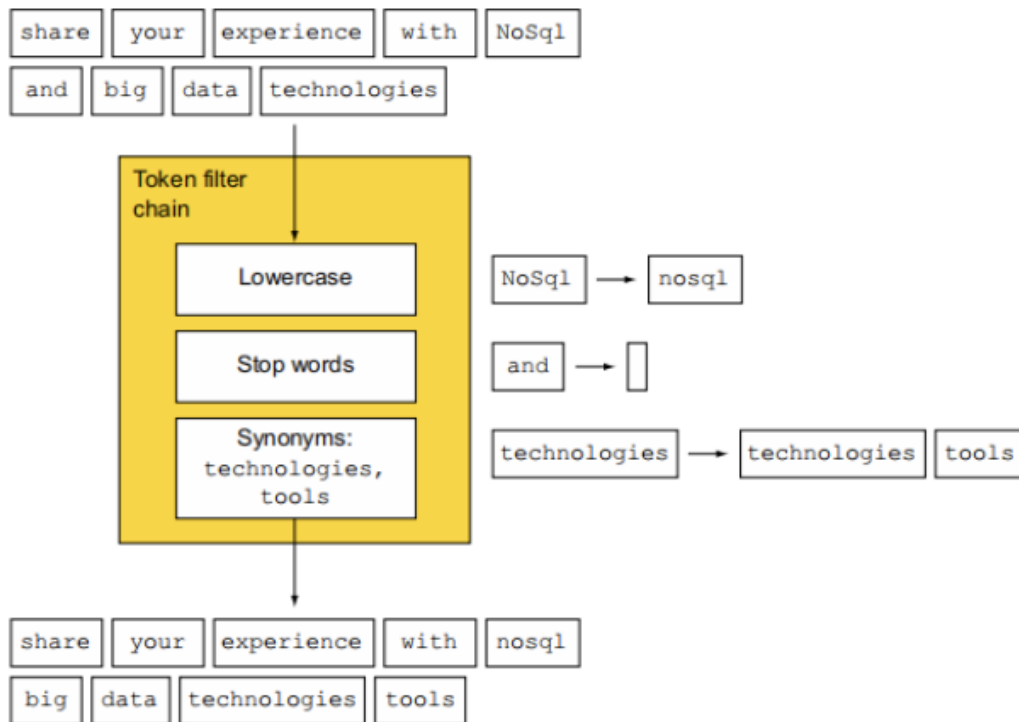 share your experience with NoSql
and big data technologies
Token filter
chain
Lowercase
NoSql nosql
Stop words
and
Synonyms:
technologies,
tools
technologies technologies tools
share your experience with nosql
big data technologies tools